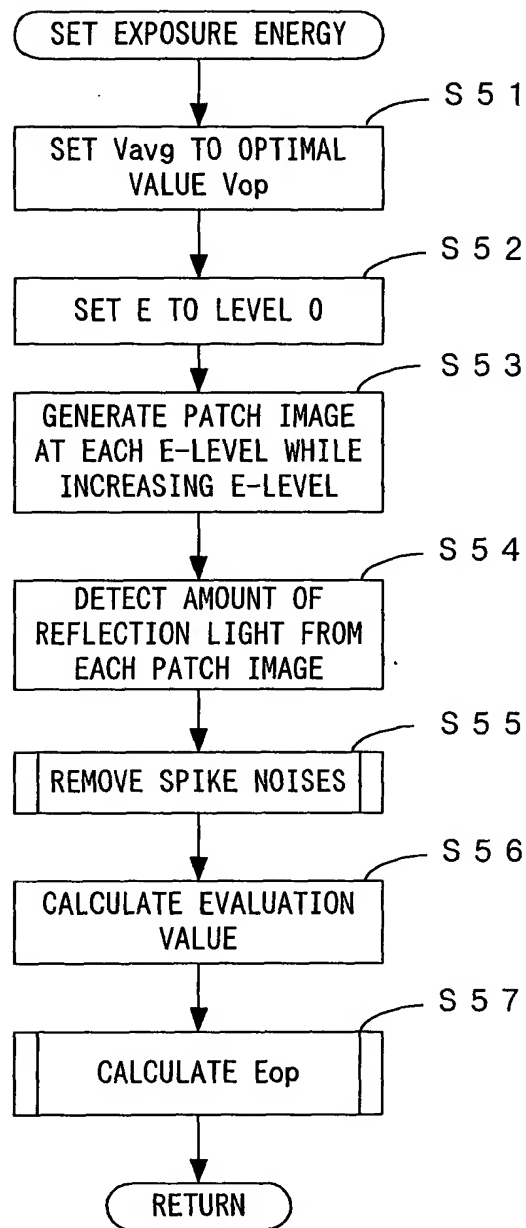 SET EXPOSURE ENERGY
S 5 1
SET Vavg TO OPTIMAL
VALUE Vop
S 5 2
SET E TO LEVEL 0
S 5 3
GENERATE PATCH IMAGE
AT EACH E-LEVEL WHILE
INCREASING E-LEVEL
S 5 4
DETECT AMOUNT OF
REFLECTION LIGHT FROM
EACH PATCH IMAGE
S 5 5
REMOVE SPIKE NOISES
S 5 6
CALCULATE EVALUATION
VALUE
S 5 7
CALCULATE Eop
RETURN